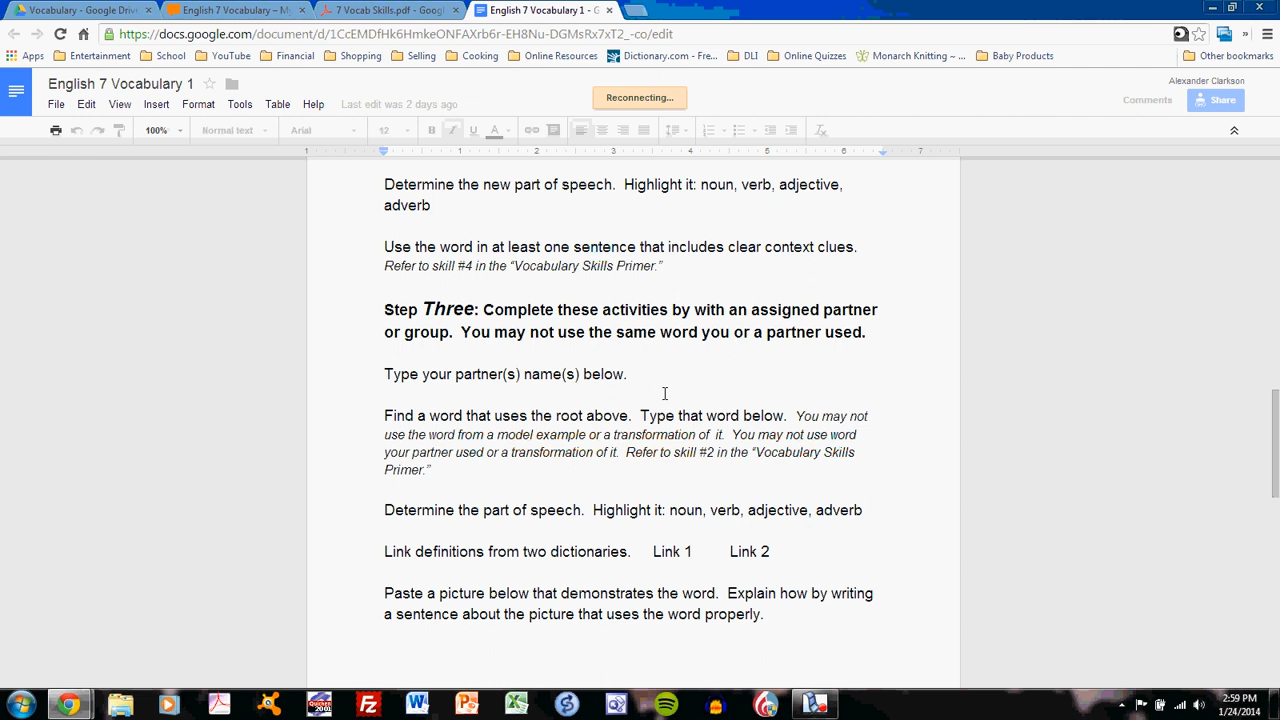 Vocabulary - Google Drive
English 7 Vocabulary – My
7 Vocab Skills.pdf - Googl
English 7 Vocabulary 1 - G
https://docs.google.com/document/d/1CcEMDfHk6HmkeONFAXrb6r-EHBNu-DGMsRx7xT2_-co/edit
Apps Entertainment School YouTube Financial Shopping Selling Cooking Online Resources Dictionary.com - Fre... DLI Online Quizzes Monarch Knitting ~ ... Baby Products Other bookmarks
English 7 Vocabulary 1
Alexander Clarkson
Reconnecting...
File Edit View Insert Format Tools Table Help Last edit was 2 days ago
Comments Share
100% Normal text Arial 12 B I U A
1 1 2 3 4 5 6 7
Determine the new part of speech.  Highlight it: noun, verb, adjective,
adverb
Use the word in at least one sentence that includes clear context clues.
Refer to skill #4 in the “Vocabulary Skills Primer.”
Step Three: Complete these activities by with an assigned partner
or group.  You may not use the same word you or a partner used.
Type your partner(s) name(s) below.
Find a word that uses the root above.  Type that word below.  You may not
use the word from a model example or a transformation of  it.  You may not use word
your partner used or a transformation of it.  Refer to skill #2 in the “Vocabulary Skills
Primer.”
Determine the part of speech.  Highlight it: noun, verb, adjective, adverb
Link definitions from two dictionaries. Link 1 Link 2
Paste a picture below that demonstrates the word.  Explain how by writing
a sentence about the picture that uses the word properly.
2:59 PM
1/24/2014